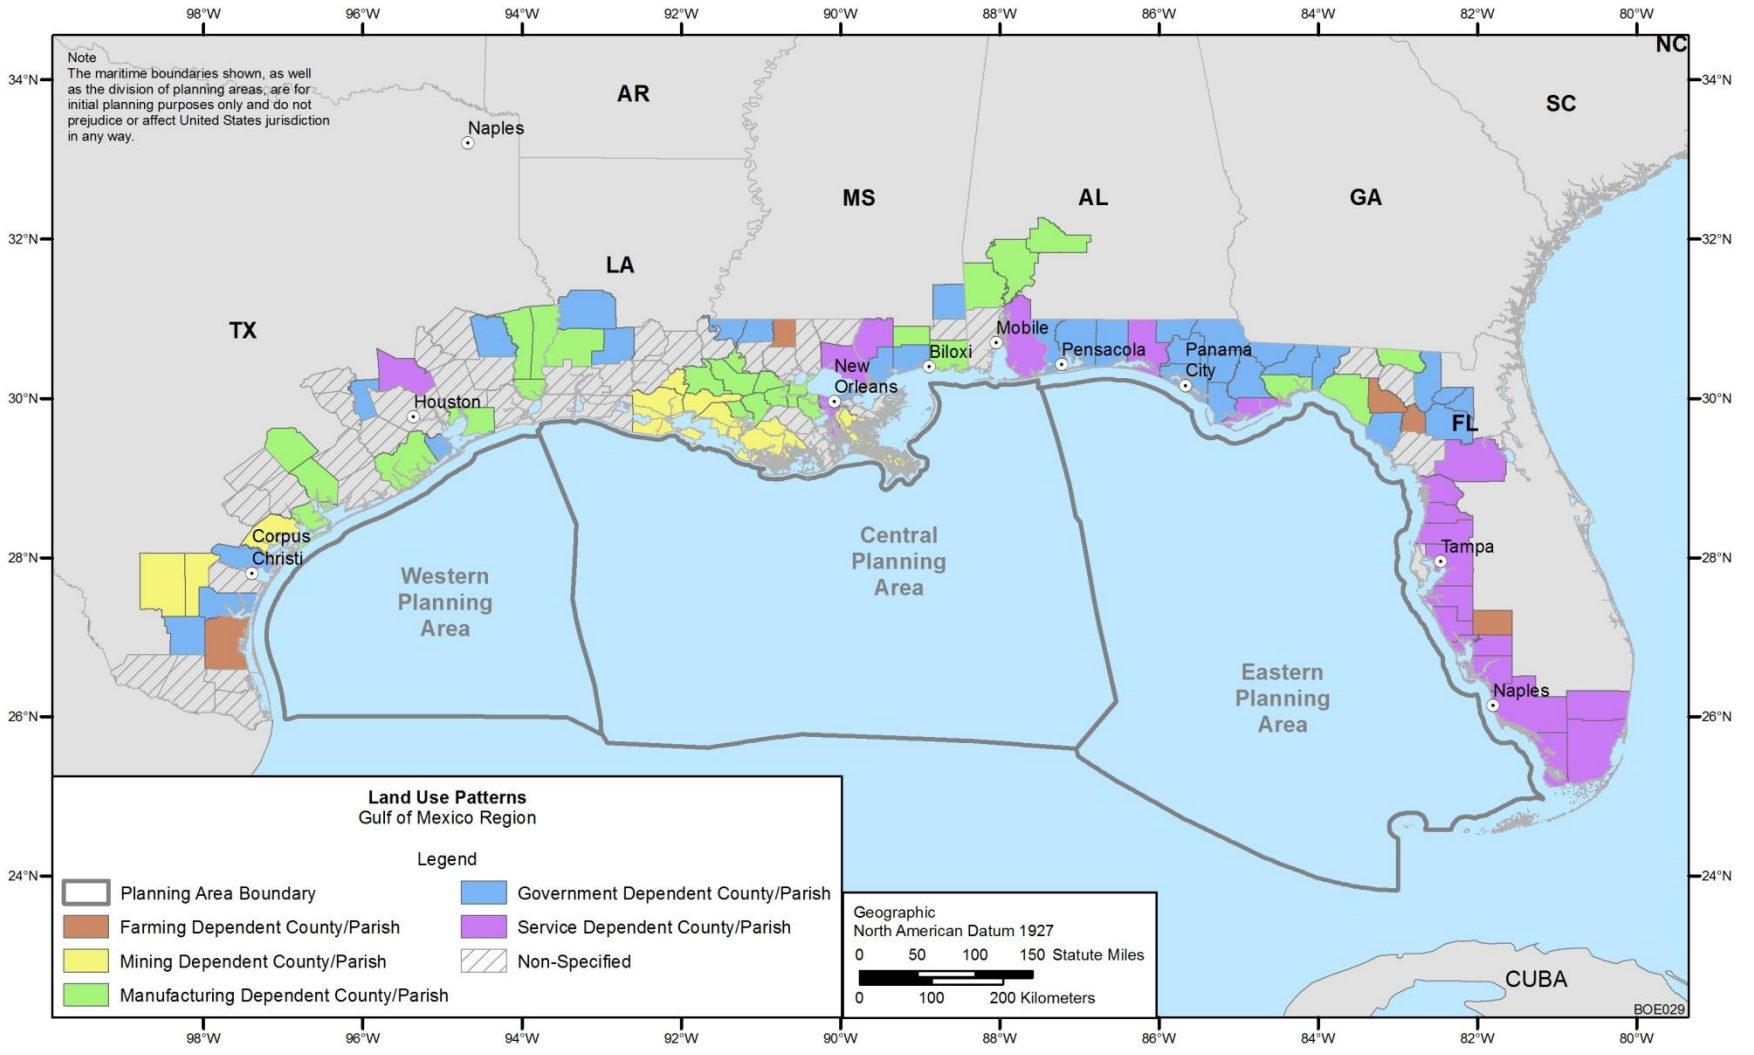 98°W 96°W 94°W 92°W 90°W 88°W 86°W 84°W 82°W 80°W
Note
The maritime boundaries shown, as well
as the division of planning areas, are for
initial planning purposes only and do not
prejudice or affect United States jurisdiction
in any way.
NC
34°N 34°N
AR
SC
Naples
MS
AL
GA
32°N 32°N
LA
TX
Mobile
Biloxi
Pensacola
Panama
City
New
Orleans
30°N 30°N
Houston
FL
Corpus
Christi
28°N 28°N
Tampa
Western
Planning
Area
Central
Planning
Area
Eastern
Planning
Area
Naples
26°N 26°N
Land Use Patterns
Gulf of Mexico Region
Legend
Planning Area Boundary
Farming Dependent County/Parish
Mining Dependent County/Parish
Manufacturing Dependent County/Parish
Government Dependent County/Parish
Service Dependent County/Parish
Non-Specified
24°N 24°N
Geographic
North American Datum 1927
0 50 100 150 Statute Miles
0 100 200 Kilometers
CUBA
BOE029
98°W 96°W 94°W 92°W 90°W 88°W 86°W 84°W 82°W 80°W